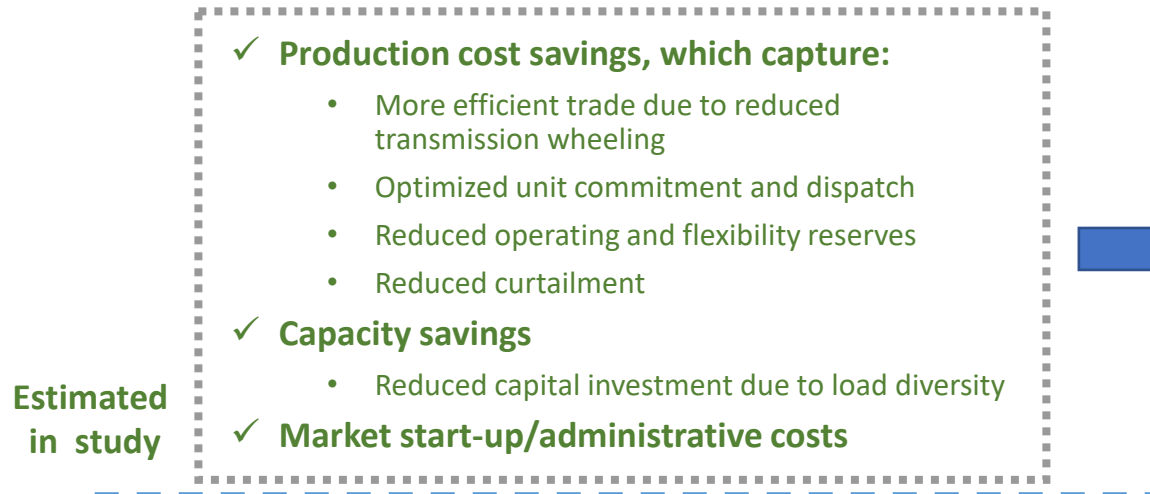 ✓ Production cost savings, which capture:
• More efficient trade due to reduced
transmission wheeling
• Optimized unit commitment and dispatch
• Reduced operating and flexibility reserves
• Reduced curtailment
✓ Capacity savings
• Reduced capital investment due to load diversity
✓ Market start-up/administrative costs
Estimated
in study